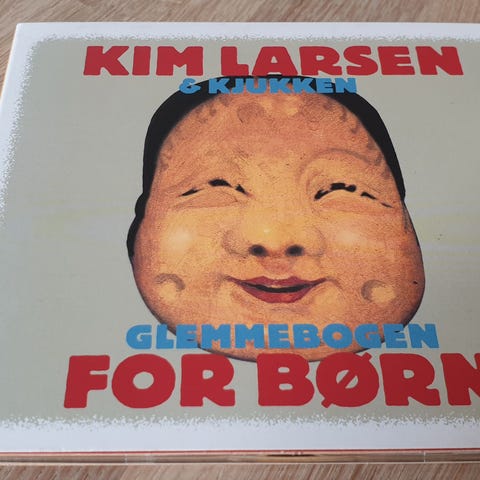 KIM LARSEN
& KJUKKEN
GLEMMEBOGEN
FOR BØRN